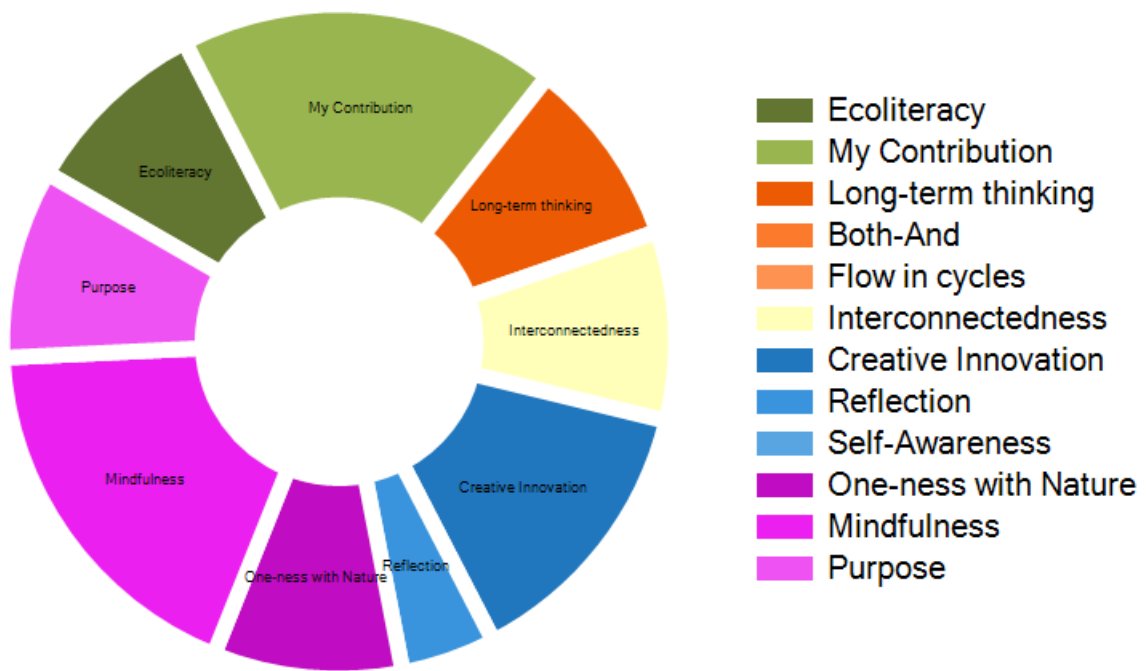 My Contribution
Ecoliteracy
Long-term thinking
Purpose
Interconnectedness
Mindfulness
Creative Innovation
Reflection
One-ness with Nature
Ecoliteracy
My Contribution
Long-term thinking
Both-And
Flow in cycles
Interconnectedness
Creative Innovation
Reflection
Self-Awareness
One-ness with Nature
Mindfulness
Purpose